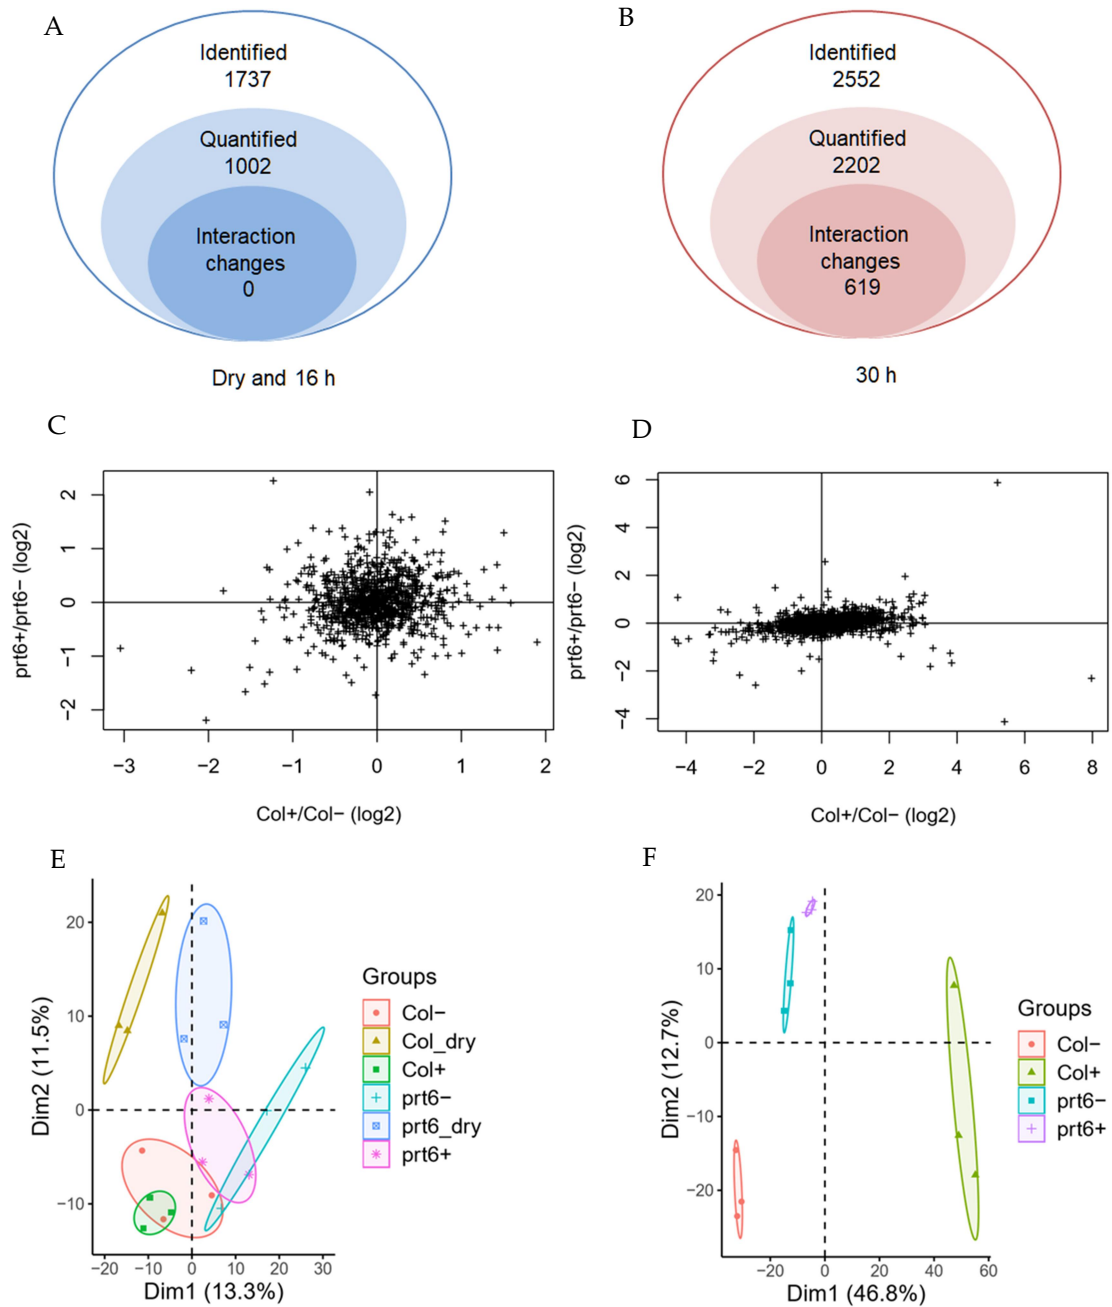 A
Identified
1737
Quantified
1002
Interaction
changes
0
Dry and 16 h
B
Identified
2552
Quantified
2202
Interaction
changes
619
30 h
C
2
1
0
−1
−2
prt6+/prt6− (log2)
−3 −2 −1 0 1 2
Col+/Col− (log2)
D
6
4
2
0
−2
−4
prt6+/prt6− (log2)
−4 −2 0 2 4 6 8
Col+/Col− (log2)
E
20
10
0
−10
Dim2 (11.5%)
−20 −10 0 10 20 30
Dim1 (13.3%)
Groups
Col−
Col_dry
Col+
prt6−
prt6_dry
prt6+
F
20
10
0
−10
−20
Dim2 (12.7%)
−20 0 20 40 60
Dim1 (46.8%)
Groups
Col−
Col+
prt6−
prt6+